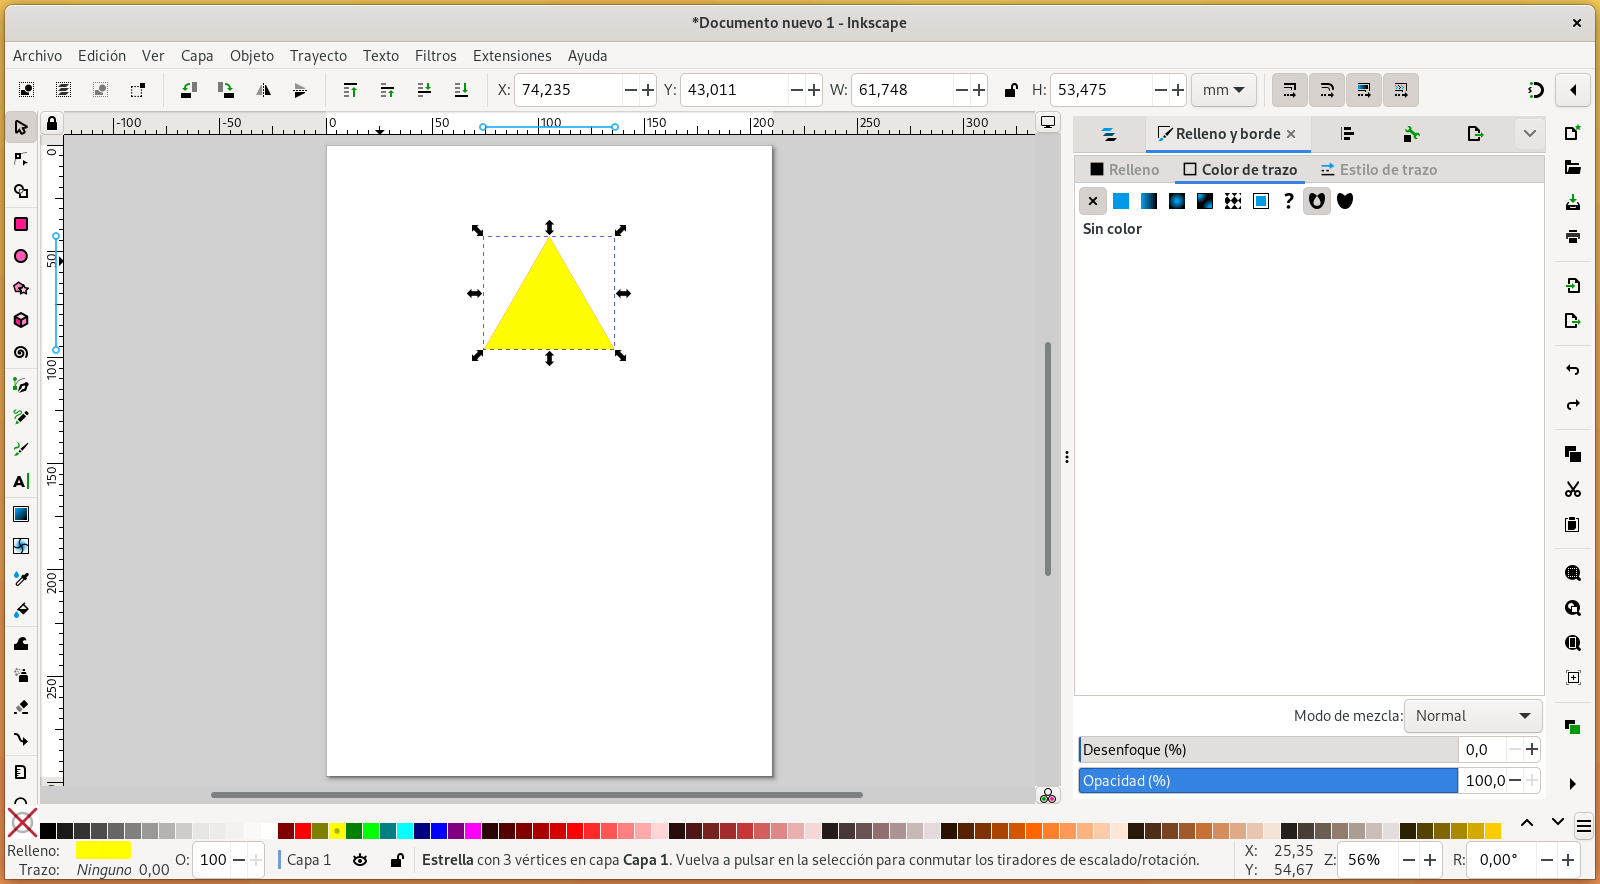 *Documento nuevo 1 - Inkscape
Archivo Edición Ver Capa Objeto Trayecto Texto Filtros Extensiones Ayuda
X: 74,235 Y: 43,011 W: 61,748 H: 53,475 mm
-100 -50 0 50 100 150 200 250 300
0
50
100
150
200
250
Relleno y borde
Relleno Color de trazo Estilo de trazo
?
Sin color
Modo de mezcla: Normal
Desenfoque (%) 0,0
Opacidad (%) 100,0
Relleno:
Trazo: Ninguno 0,00
O: 100
Capa 1
Estrella con 3 vértices en capa Capa 1. Vuelva a pulsar en la selección para conmutar los tiradores de escalado/rotación.
X: 25,35
Y: 54,67
Z: 56%
R: 0,00°